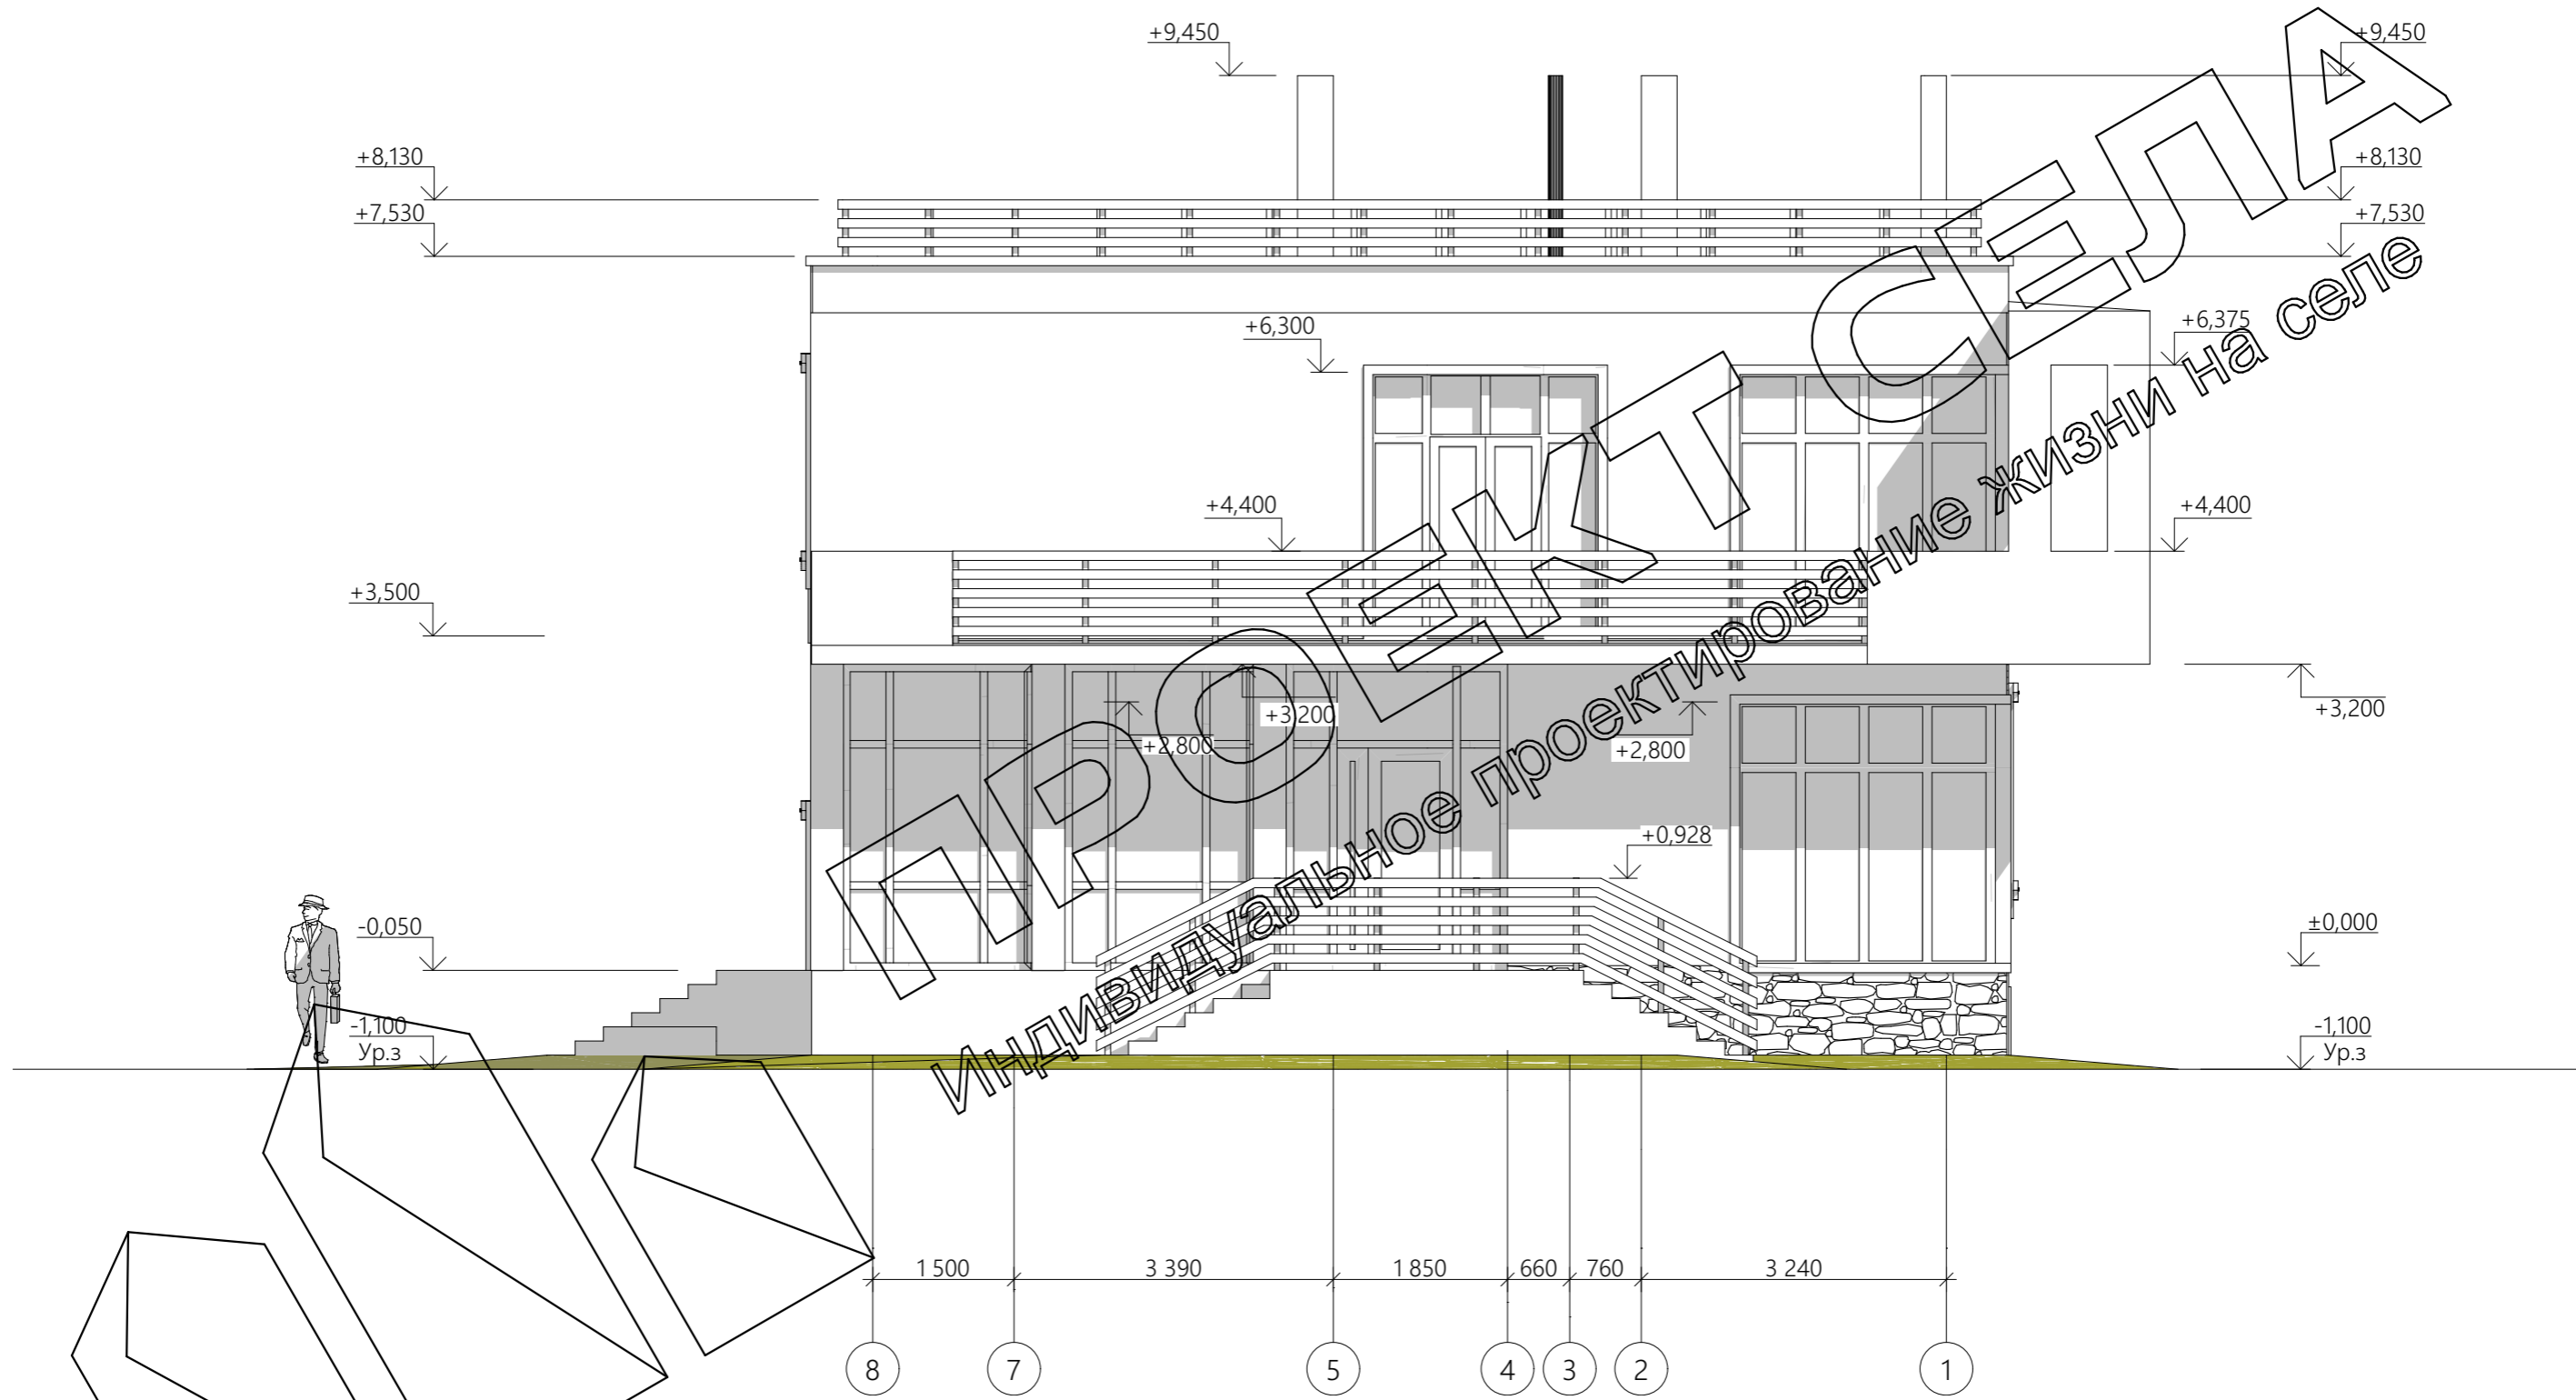 +9,450 +9,450
+8,130 +8,130
+7,530 +7,530
+6,300 +6,375
+4,400 +4,400
+3,500
+3,200 +3,200
+2,800 +2,800
+0,928
-0,050 ±0,000
-1,100 -1,100
Ур.з Ур.з
ПРОЕКТ СЕЛА
Индивидуальное проектирование жизни на селе
1 500 3 390 1 850 660 760 3 240
8 7 5 4 3 2 1